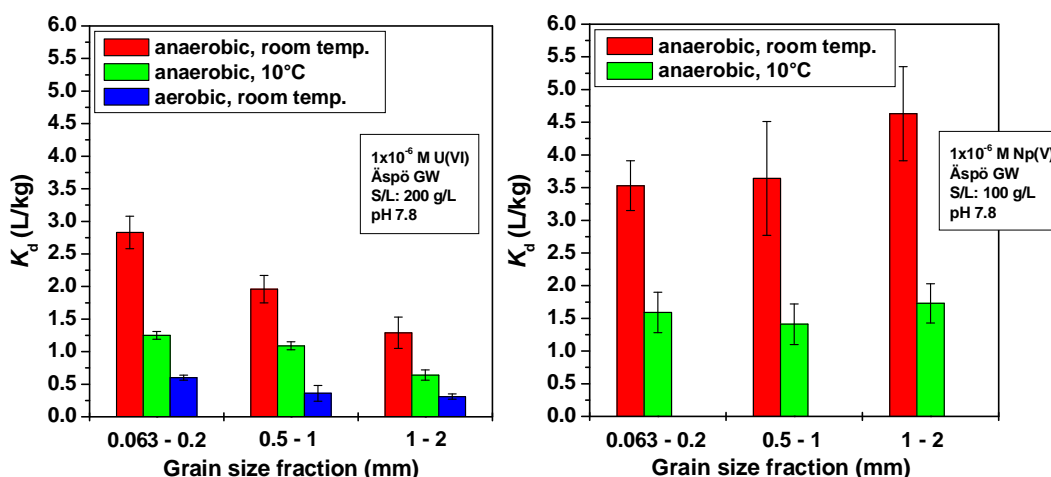 6.0
5.5
5.0
4.5
4.0
3.5
3.0
2.5
2.0
1.5
1.0
0.5
0.0
K_d (L/kg)
anaerobic, room temp.
anaerobic, 10°C
aerobic, room temp.
1x10⁻⁶ M U(VI)
Äspö GW
S/L: 200 g/L
pH 7.8
0.063 - 0.2 0.5 - 1 1 - 2
Grain size fraction (mm)
6.0
5.5
5.0
4.5
4.0
3.5
3.0
2.5
2.0
1.5
1.0
0.5
0.0
K_d (L/kg)
anaerobic, room temp.
anaerobic, 10°C
1x10⁻⁶ M Np(V)
Äspö GW
S/L: 100 g/L
pH 7.8
0.063 - 0.2 0.5 - 1 1 - 2
Grain size fraction (mm)